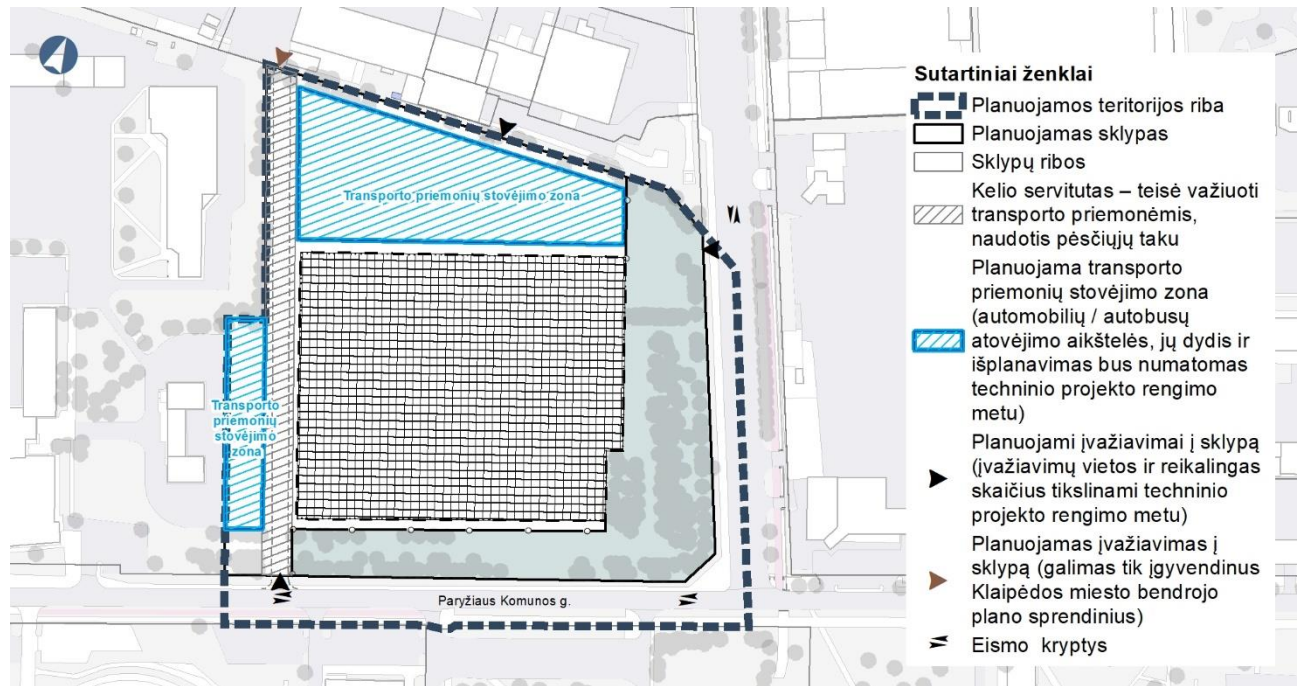 Transporto priemonių stovėjimo zona
Transporto
priemonių
stovėjimo
zona
Paryžiaus Komunos g.
Sutartiniai ženklai
Planuojamos teritorijos riba
Planuojamas sklypas
Sklypų ribos
Kelio servitutas – teisė važiuoti
transporto priemonėmis,
naudotis pėsčiųjų taku
Planuojama transporto
priemonių stovėjimo zona
(automobilių / autobusų
atovėjimo aikštelės, jų dydis ir
išplanavimas bus numatomas
techninio projekto rengimo
metu)
Planuojami įvažiavimai į sklypą
(įvažiavimų vietos ir reikalingas
skaičius tikslinami techninio
projekto rengimo metu)
Planuojamas įvažiavimas į
sklypą (galimas tik įgyvendinus
Klaipėdos miesto bendrojo
plano sprendinius)
Eismo kryptys